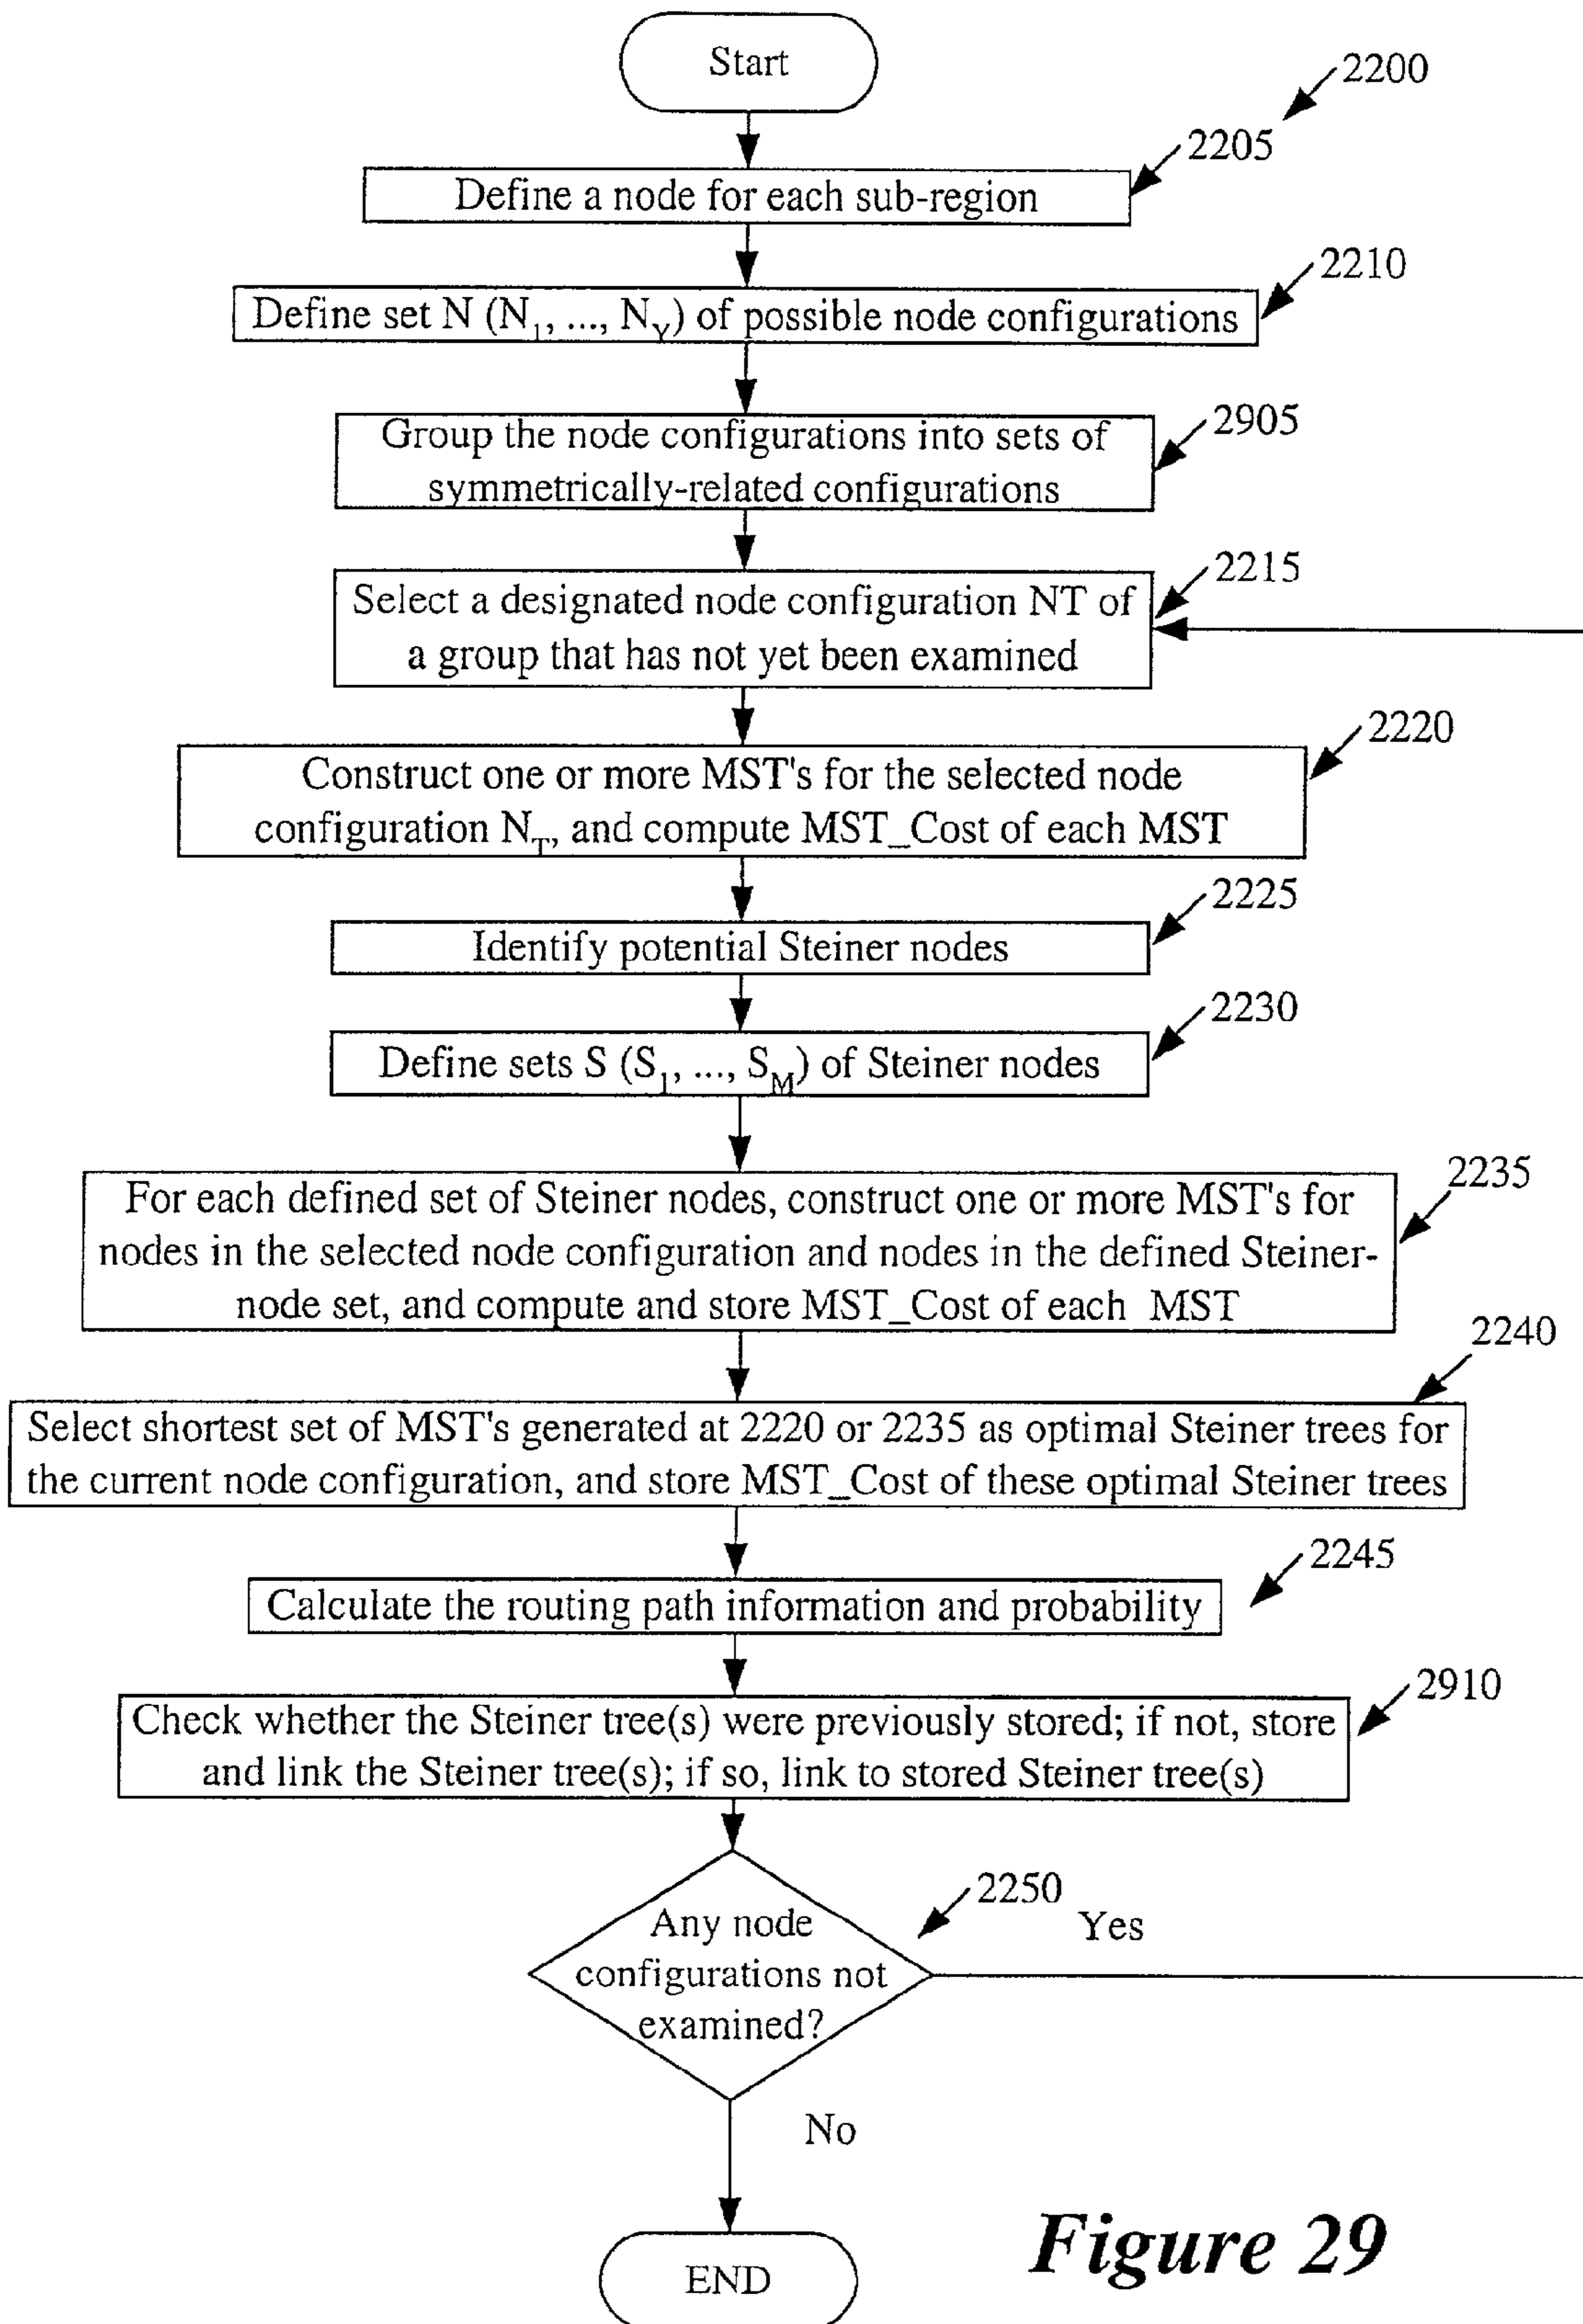 Start
2200
2205
Define a node for each sub-region
2210
Define set N (N1, ..., NY) of possible node configurations
2905
Group the node configurations into sets of
symmetrically-related configurations
2215
Select a designated node configuration NT of
a group that has not yet been examined
2220
Construct one or more MST's for the selected node
configuration NT, and compute MST_Cost of each MST
2225
Identify potential Steiner nodes
2230
Define sets S (S1, ..., SM) of Steiner nodes
2235
For each defined set of Steiner nodes, construct one or more MST's for
nodes in the selected node configuration and nodes in the defined Steiner-
node set, and compute and store MST_Cost of each MST
2240
Select shortest set of MST's generated at 2220 or 2235 as optimal Steiner trees for
the current node configuration, and store MST_Cost of these optimal Steiner trees
2245
Calculate the routing path information and probability
2910
Check whether the Steiner tree(s) were previously stored; if not, store
and link the Steiner tree(s); if so, link to stored Steiner tree(s)
2250
Yes
Any node
configurations not
examined?
No
END
Figure 29